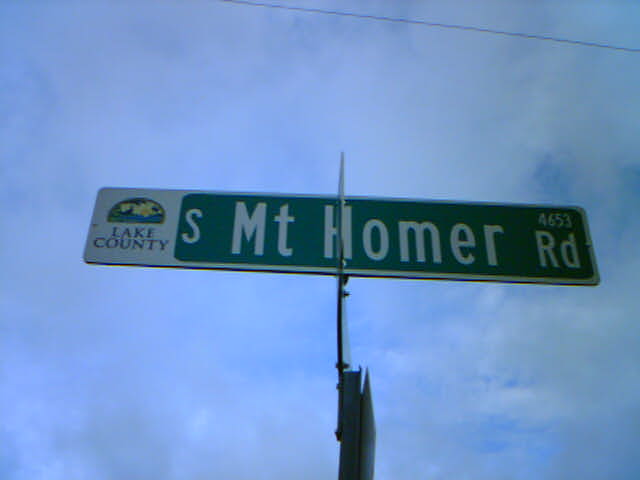 LAKE
COUNTY
S Mt Homer Rd
4653